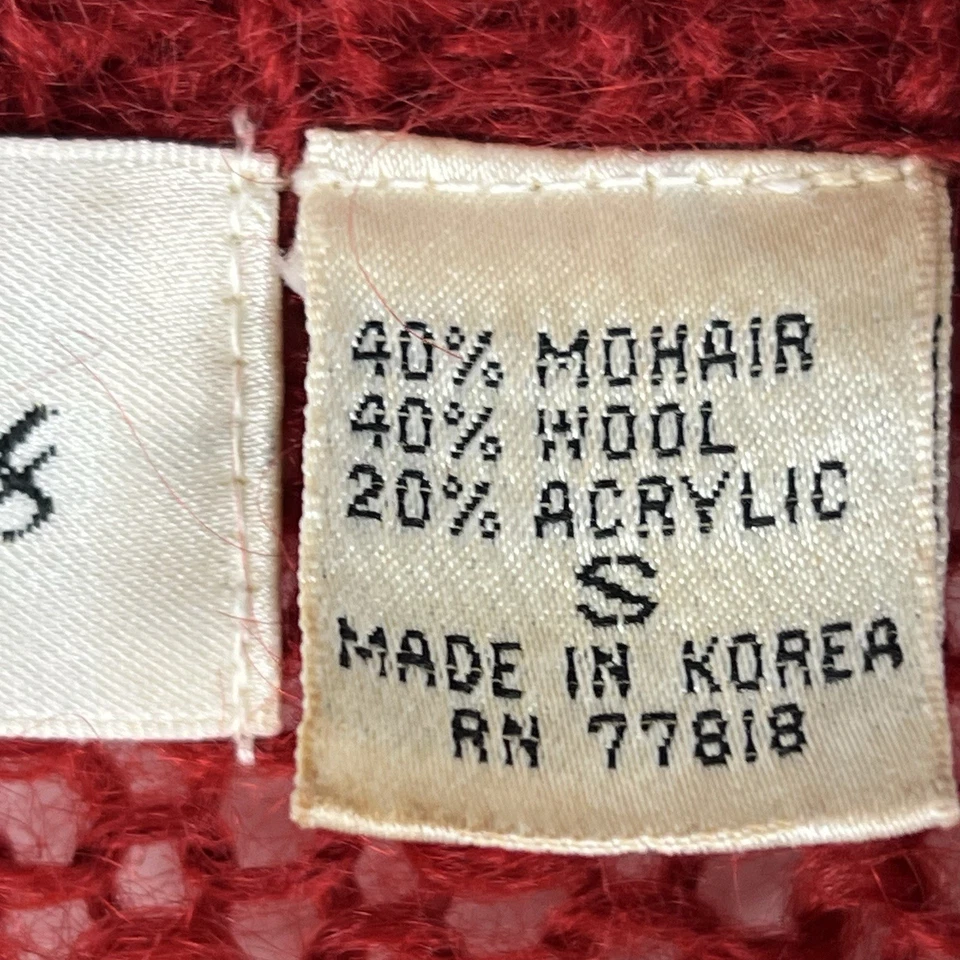 40% MOHAIR
40% WOOL
20% ACRYLIC
S
MADE IN KOREA
RN 77818